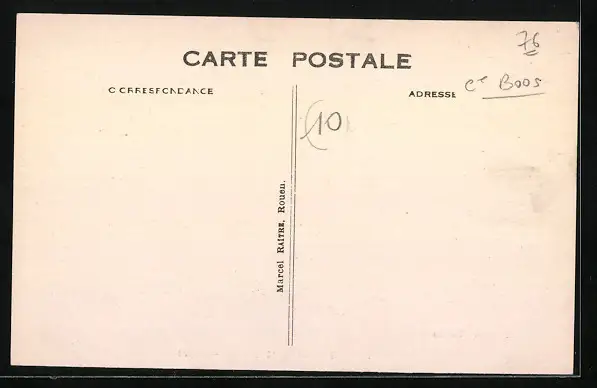 76
CARTE POSTALE
CORRESPONDANCE
ADRESSE
Ct Boos
(10)
Marcel RAITRE, Rouen.